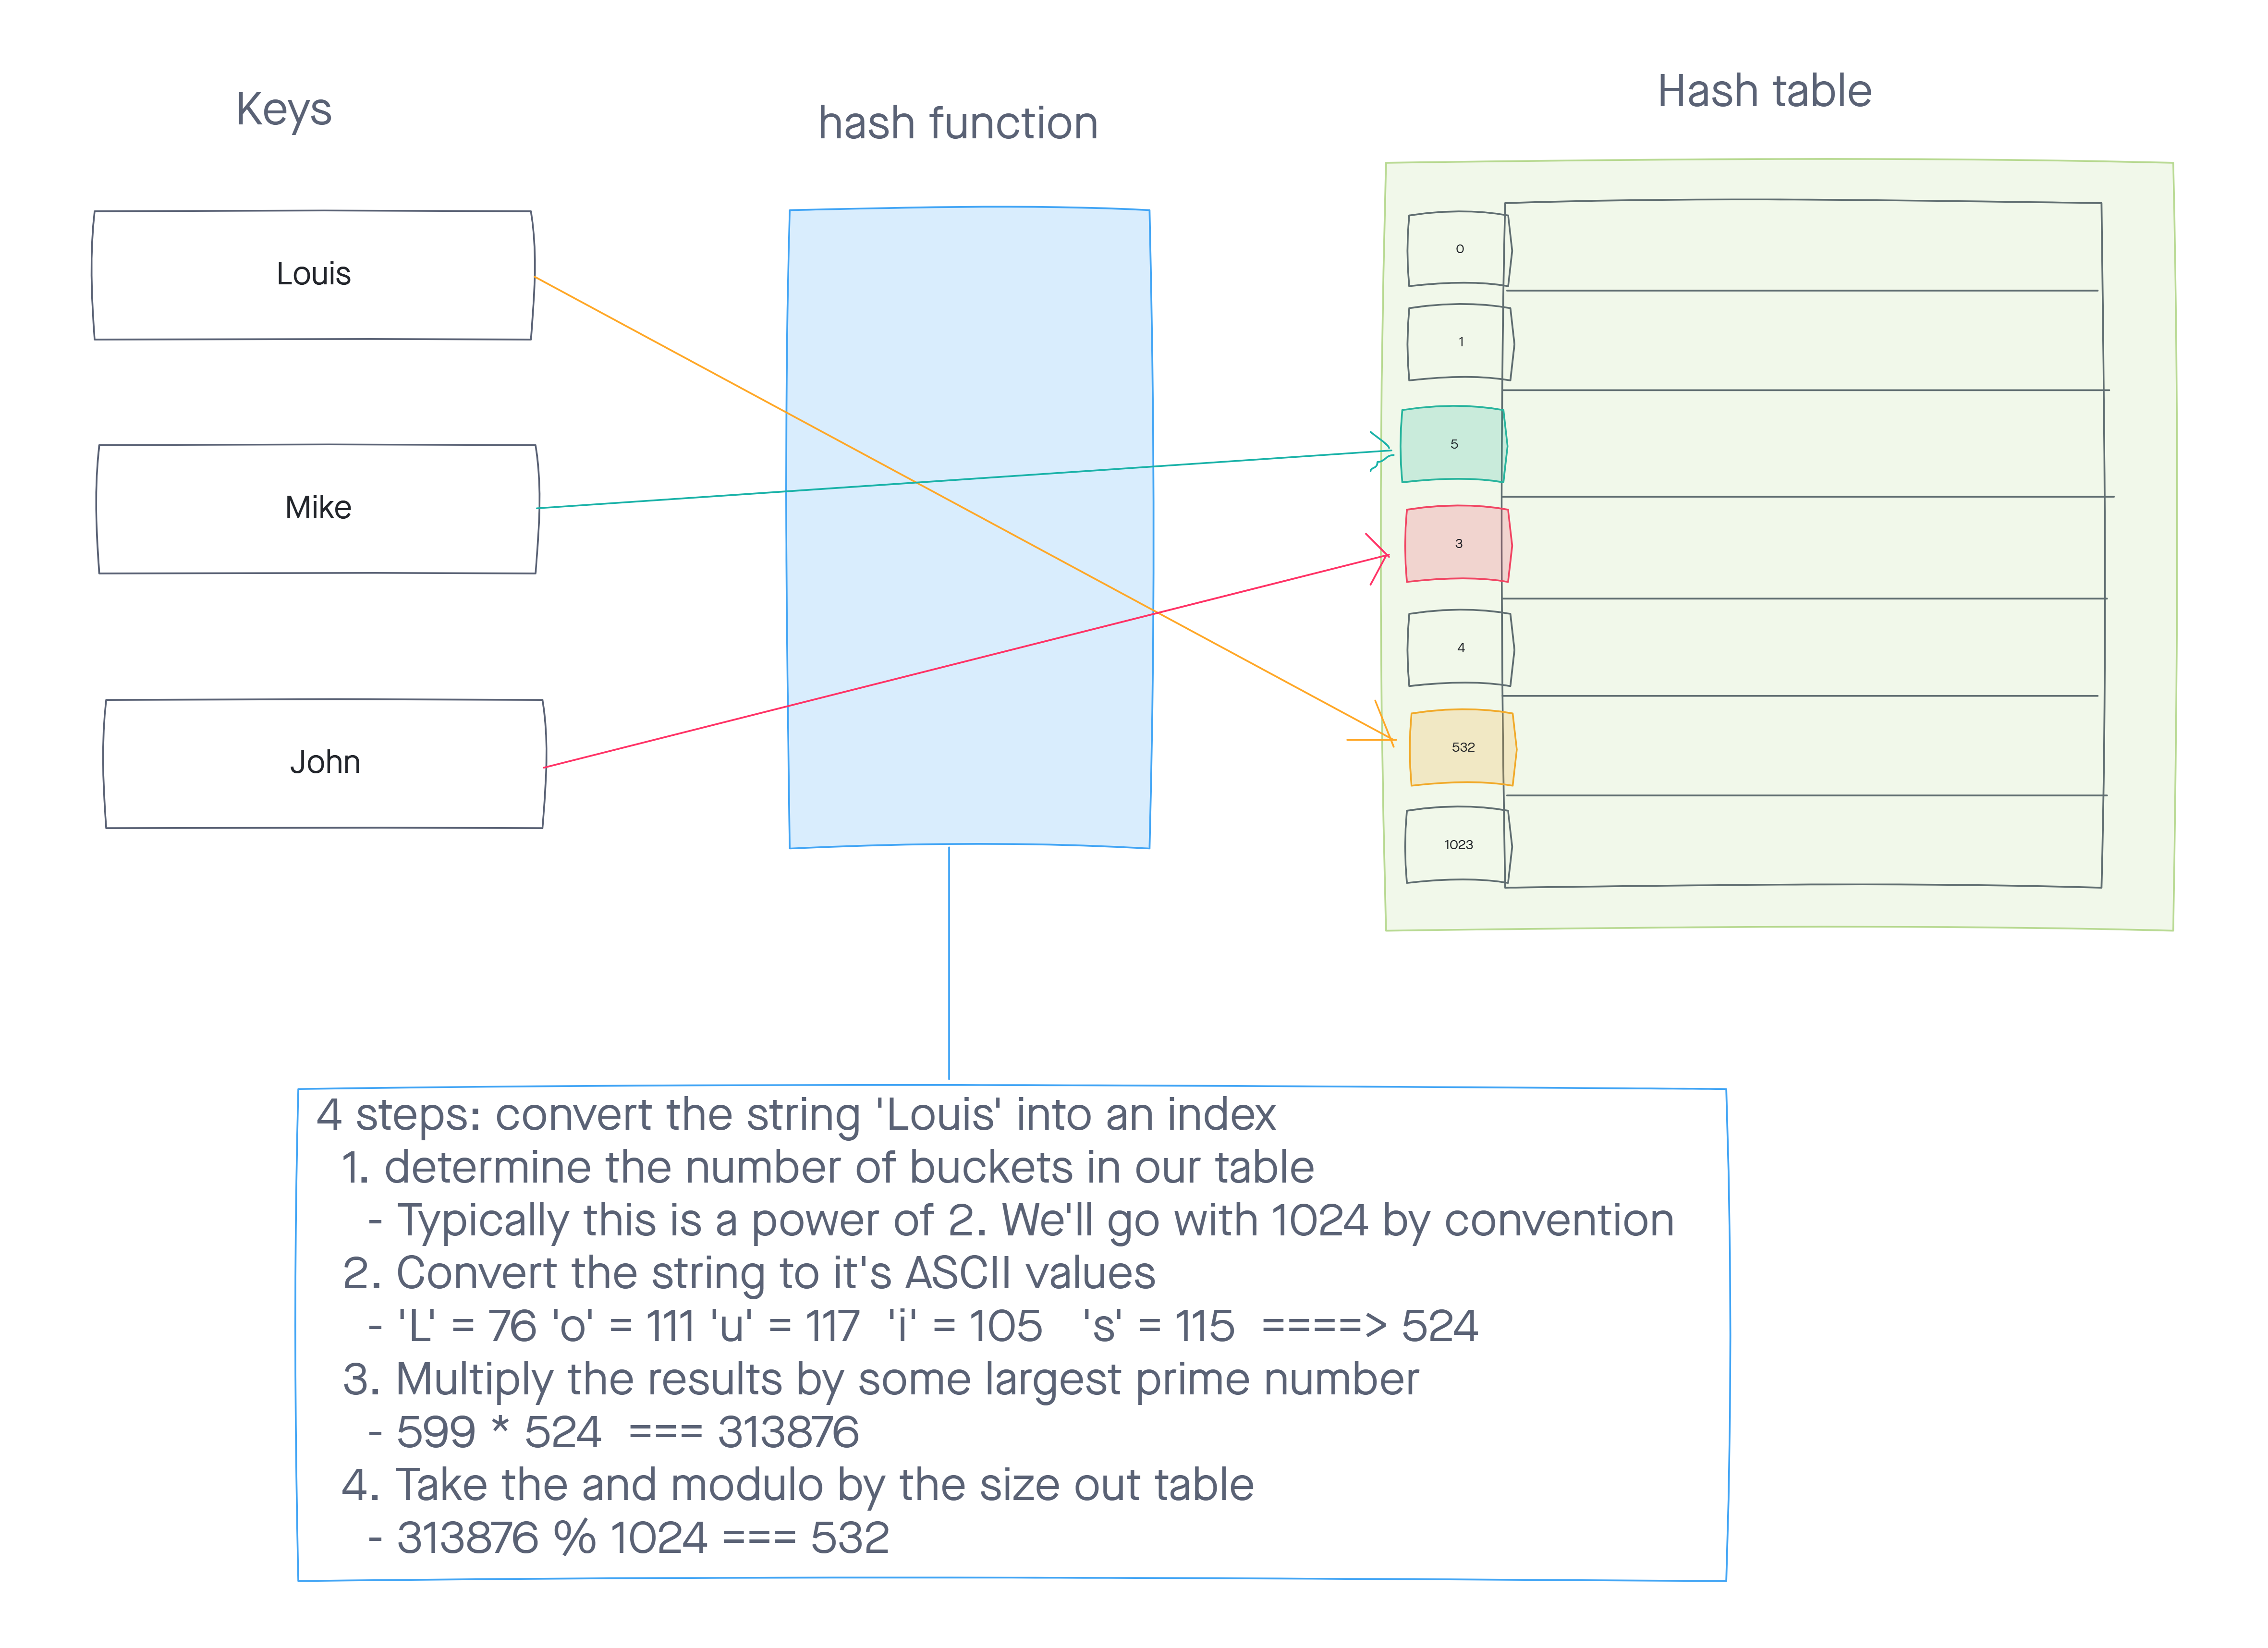 Keys
hash function
Hash table
Louis
Mike
John
0
1
5
3
4
532
1023
4 steps: convert the string 'Louis' into an index
1. determine the number of buckets in our table
- Typically this is a power of 2. We'll go with 1024 by convention
2. Convert the string to it's ASCII values
- 'L' = 76 'o' = 111 'u' = 117 'i' = 105 's' = 115 ====> 524
3. Multiply the results by some largest prime number
- 599 * 524 === 313876
4. Take the and modulo by the size out table
- 313876 % 1024 === 532